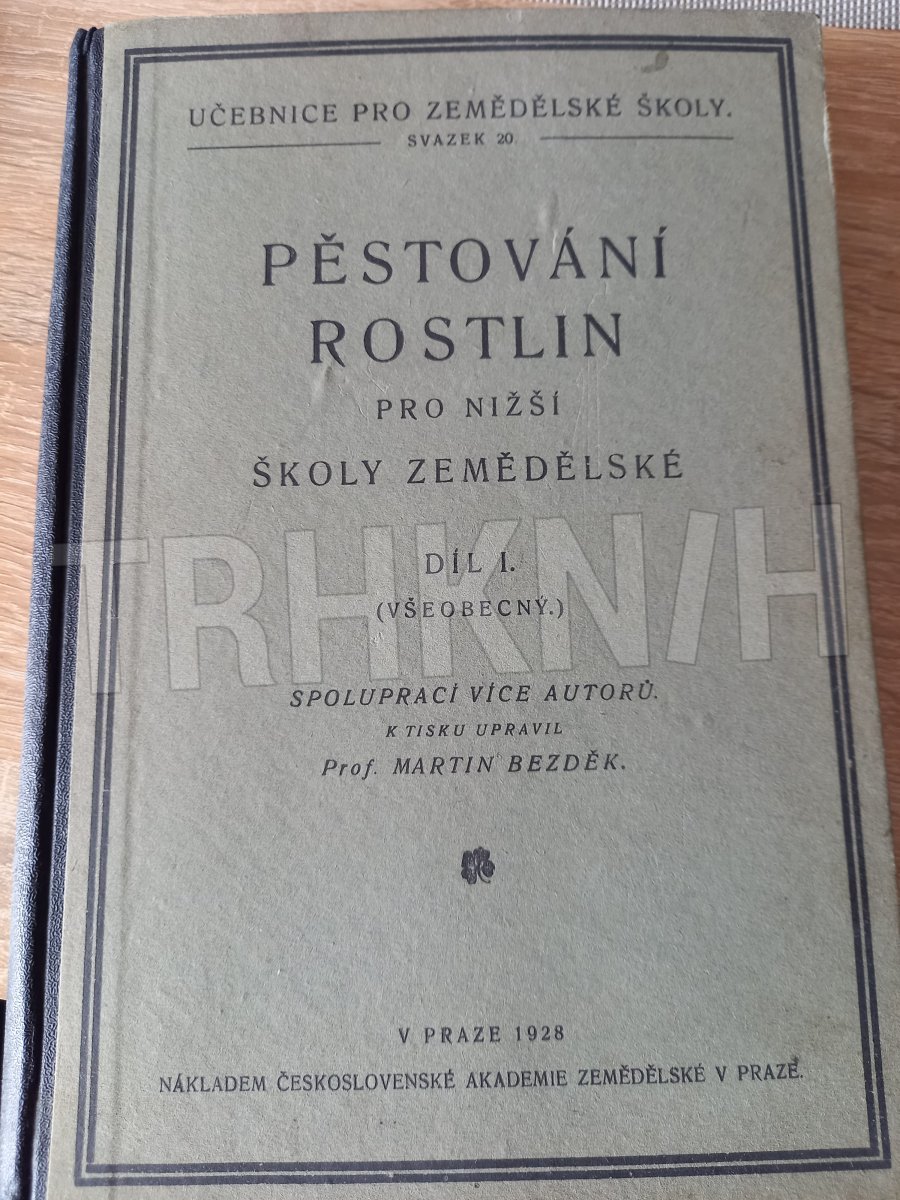 UČEBNICE PRO ZEMĚDĚLSKÉ ŠKOLY.
SVAZEK 20.
PĚSTOVÁNÍ
ROSTLIN
PRO NIŽŠÍ
ŠKOLY ZEMĚDĚLSKÉ
DÍL I.
(VŠEOBECNÝ.)
TRHKNIH
SPOLUPRACÍ VÍCE AUTORŮ.
K TISKU UPRAVIL
Prof. MARTIN BEZDĚK.
V PRAZE 1928
NÁKLADEM ČESKOSLOVENSKÉ AKADEMIE ZEMĚDĚLSKÉ V PRAZE.